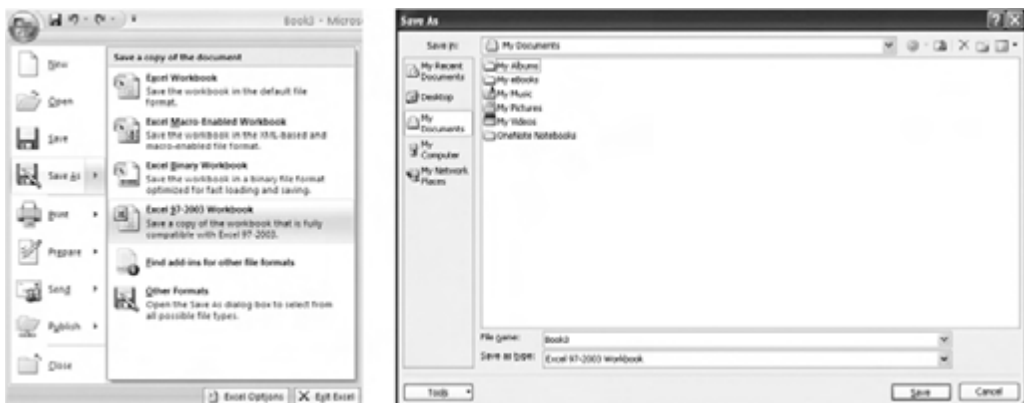 Book3 - Micros
New
Open
Save
Save As
Print
Prepare
Send
Publish
Close
Save a copy of the document
Excel Workbook
Save the workbook in the default file
format.
Excel Macro-Enabled Workbook
Save the workbook in the XML-based and
macro-enabled file format.
Excel Binary Workbook
Save the workbook in a binary file format
optimized for fast loading and saving.
Excel 97-2003 Workbook
Save a copy of the workbook that is fully
compatible with Excel 97-2003.
Find add-ins for other file formats
Other Formats
Open the Save As dialog box to select from
all possible file types.
Excel Options
Exit Excel
Save As
Save in:
My Documents
My Recent
Documents
Desktop
My
Documents
My
Computer
My Network
Places
My Albums
My eBooks
My Music
My Pictures
My Videos
OneNote Notebooks
File name:
Book3
Save as type:
Excel 97-2003 Workbook
Tools
Save
Cancel